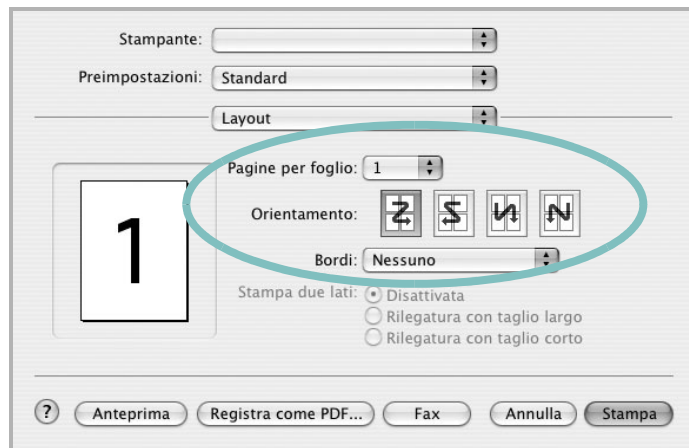 Stampante:
Preimpostazioni: Standard
Layout
Pagine per foglio: 1
1
Orientamento:
Bordi: Nessuno
Stampa due lati: Disattivata
Rilegatura con taglio largo
Rilegatura con taglio corto
? Anteprima Registra come PDF... Fax Annulla Stampa